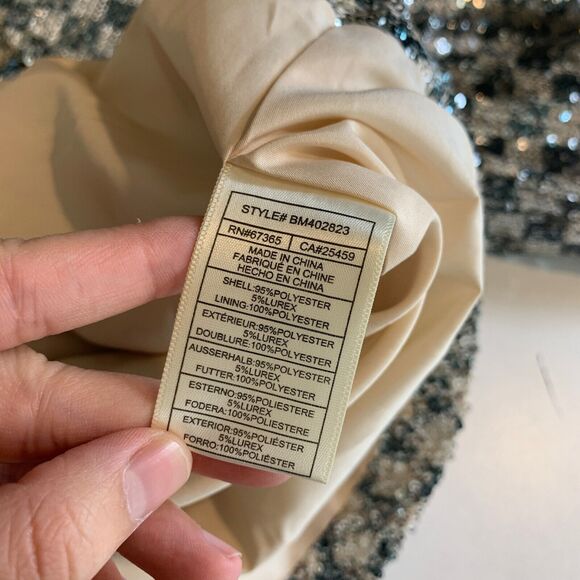 STYLE# BM402823
RN#67365 CA#25459
MADE IN CHINA
FABRIQUÉ EN CHINE
HECHO EN CHINA
SHELL:95%POLYESTER
5%LUREX
LINING:100%POLYESTER
EXTÉRIEUR:95%POLYESTER
5%LUREX
DOUBLURE:100%POLYESTER
AUSSERHALB:95%POLYESTER
5%LUREX
FUTTER:100%POLYESTER
ESTERNO:95%POLIESTERE
5%LUREX
FODERA:100%POLIESTERE
EXTERIOR:95%POLIÉSTER
5%LUREX
FORRO:100%POLIÉSTER